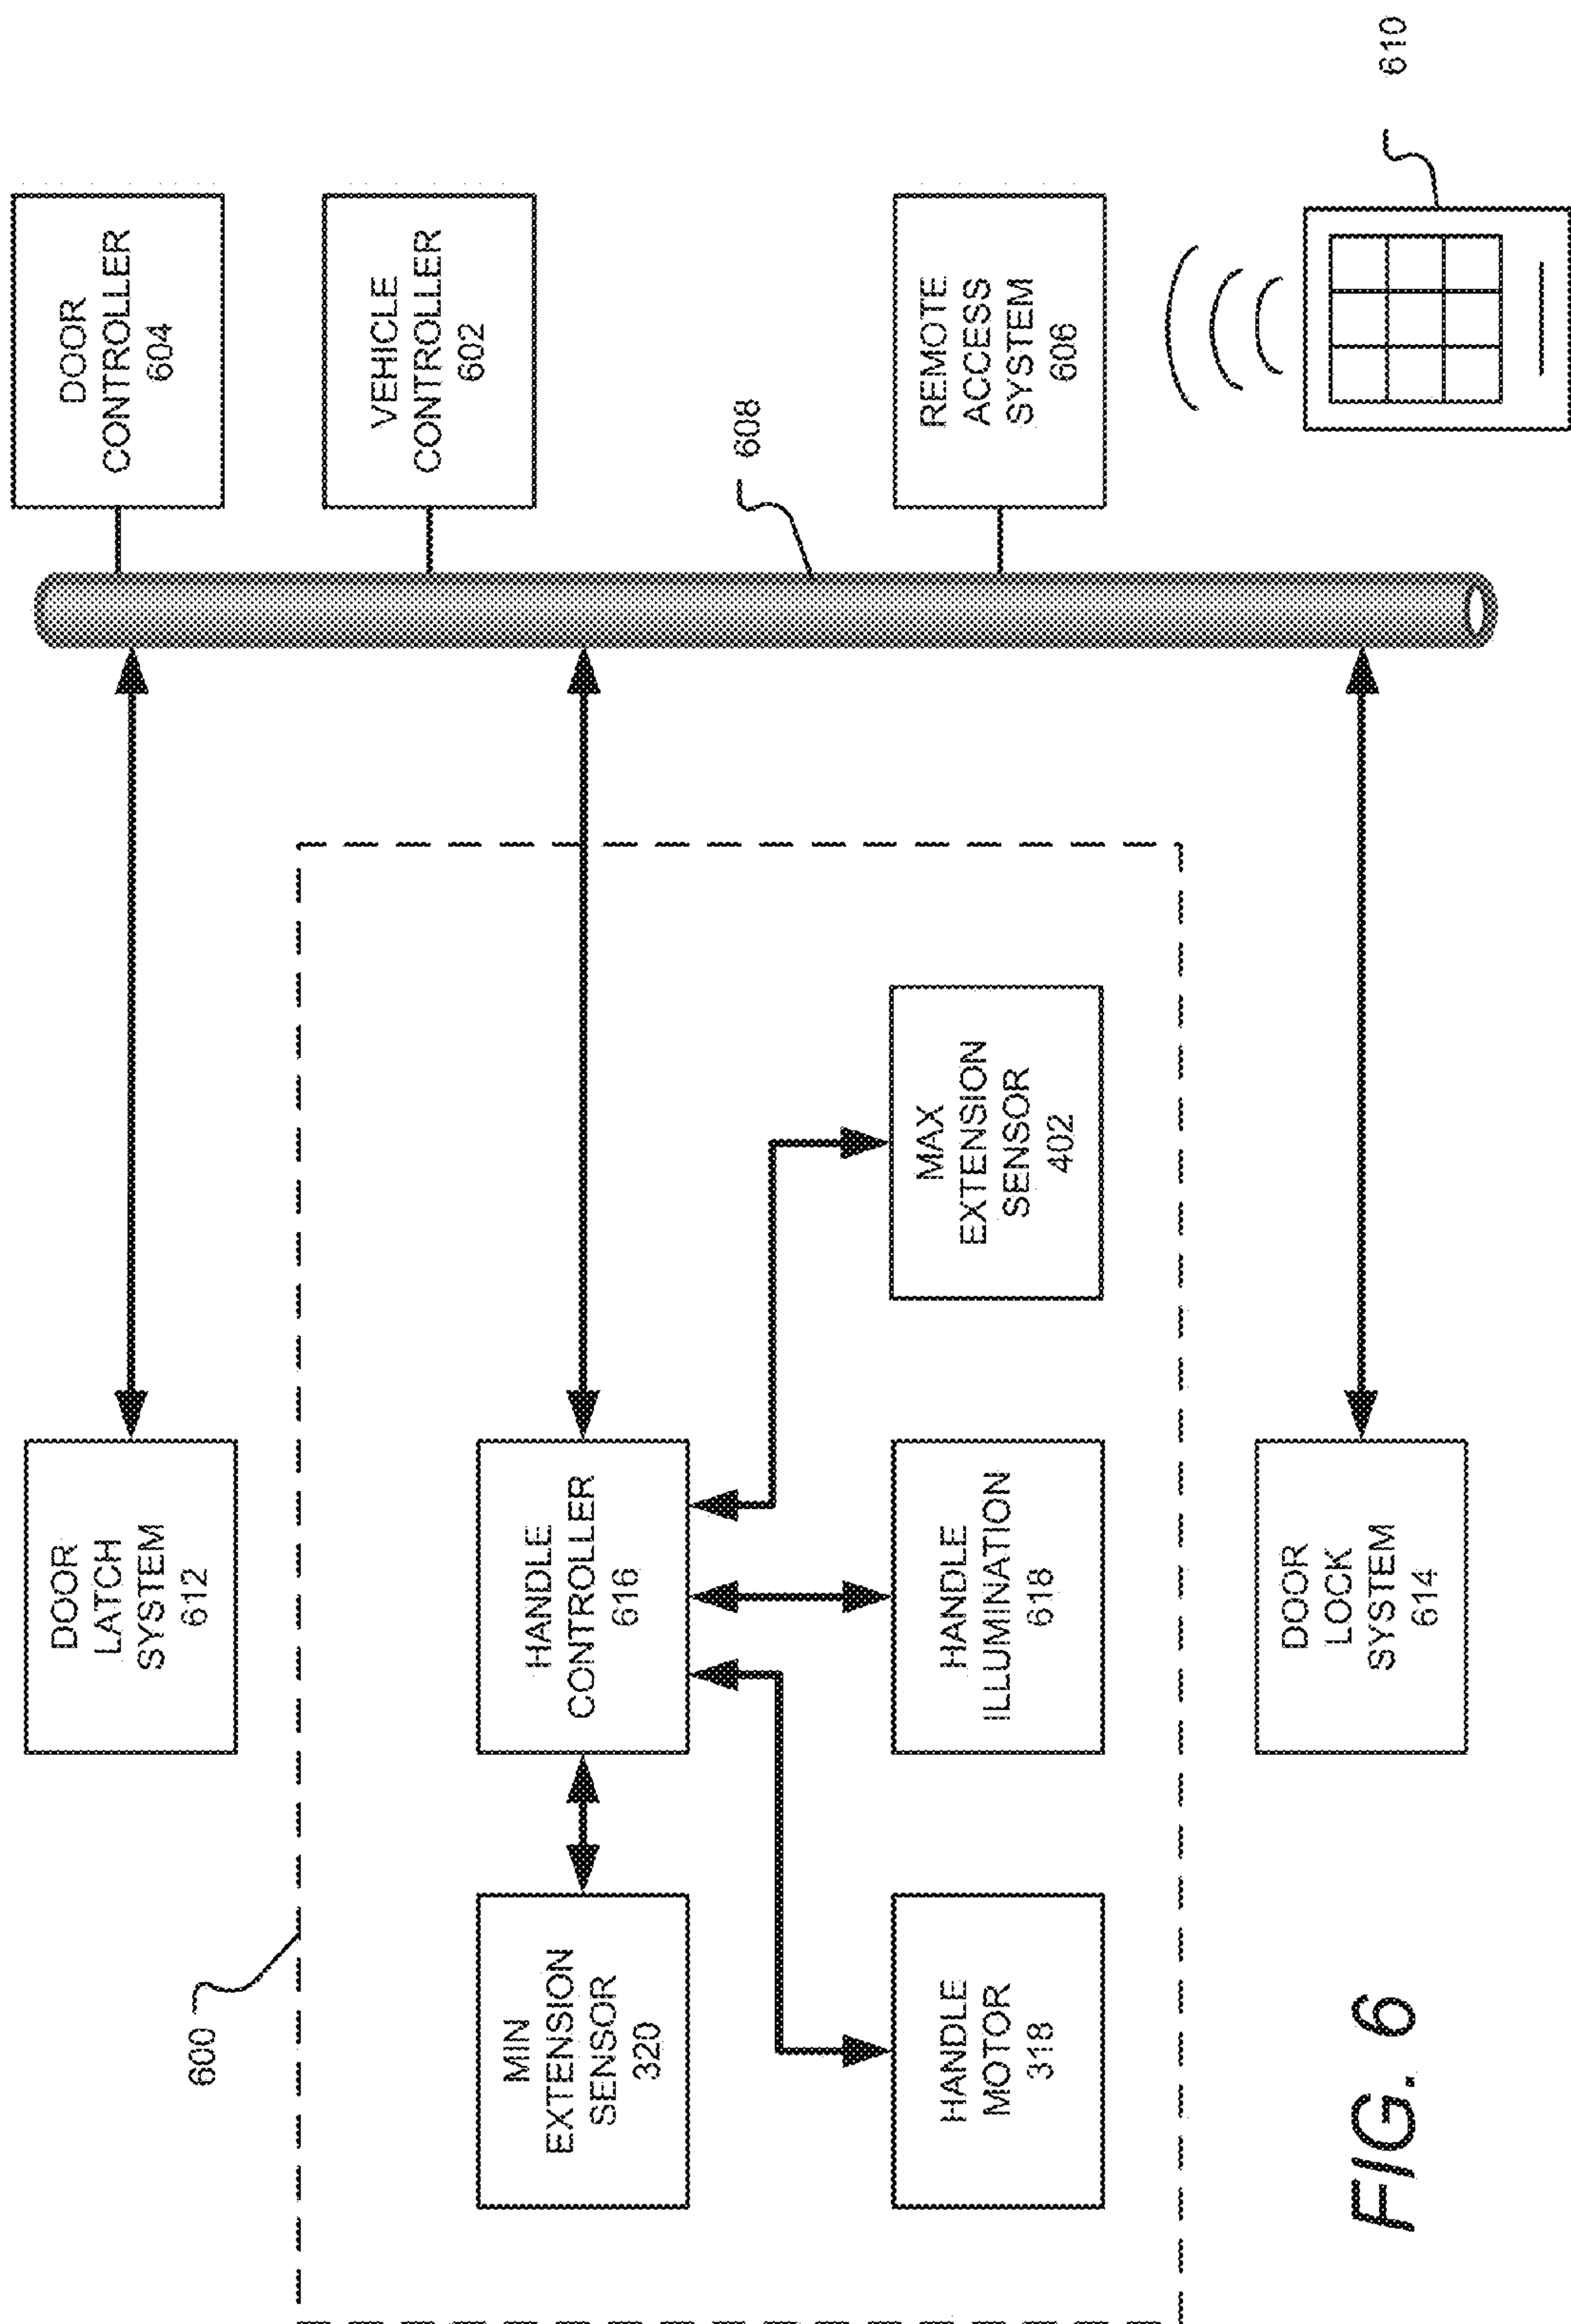 600
DOOR
LATCH
SYSTEM
612
DOOR
CONTROLLER
604
MIN
EXTENSION
SENSOR
320
HANDLE
CONTROLLER
616
VEHICLE
CONTROLLER
602
608
HANDLE
MOTOR
318
HANDLE
ILLUMINATION
618
MAX
EXTENSION
SENSOR
402
REMOTE
ACCESS
SYSTEM
606
DOOR
LOCK
SYSTEM
614
610
FIG. 6